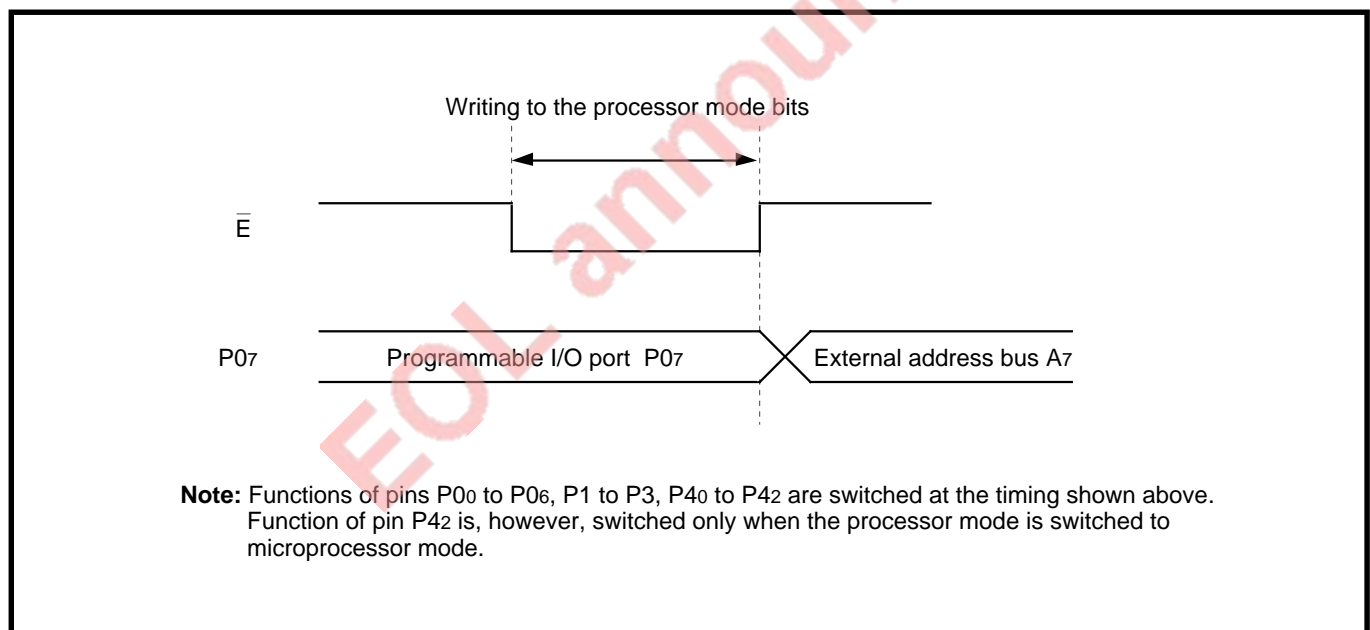 Writing to the processor mode bits
E̅
P07
Programmable I/O port P07
External address bus A7
Note: Functions of pins P00 to P06, P1 to P3, P40 to P42 are switched at the timing shown above.
Function of pin P42 is, however, switched only when the processor mode is switched to
microprocessor mode.
EOL announ